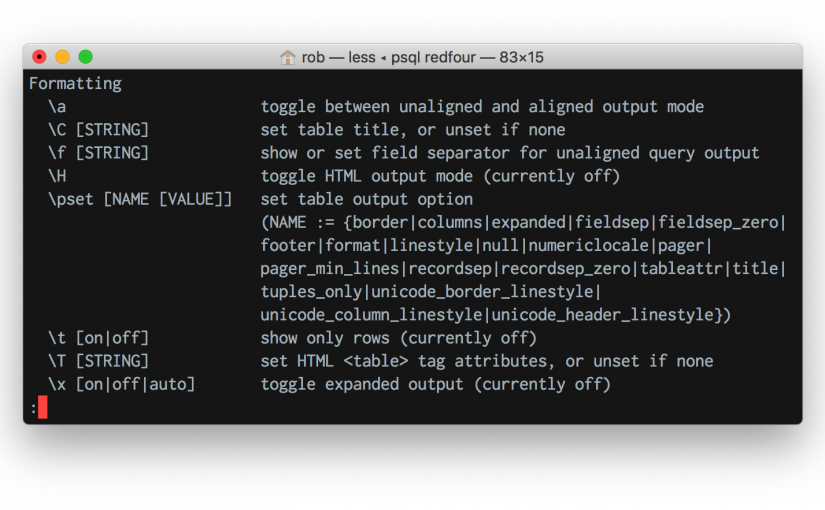 rob — less ◂ psql redfour — 83×15
Formatting
  \a                     toggle between unaligned and aligned output mode
  \C [STRING]            set table title, or unset if none
  \f [STRING]            show or set field separator for unaligned query output
  \H                     toggle HTML output mode (currently off)
  \pset [NAME [VALUE]]   set table output option
                         (NAME := {border|columns|expanded|fieldsep|fieldsep_zero|
                         footer|format|linestyle|null|numericlocale|pager|
                         pager_min_lines|recordsep|recordsep_zero|tableattr|title|
                         tuples_only|unicode_border_linestyle|
                         unicode_column_linestyle|unicode_header_linestyle})
  \t [on|off]            show only rows (currently off)
  \T [STRING]            set HTML <table> tag attributes, or unset if none
  \x [on|off|auto]       toggle expanded output (currently off)
: